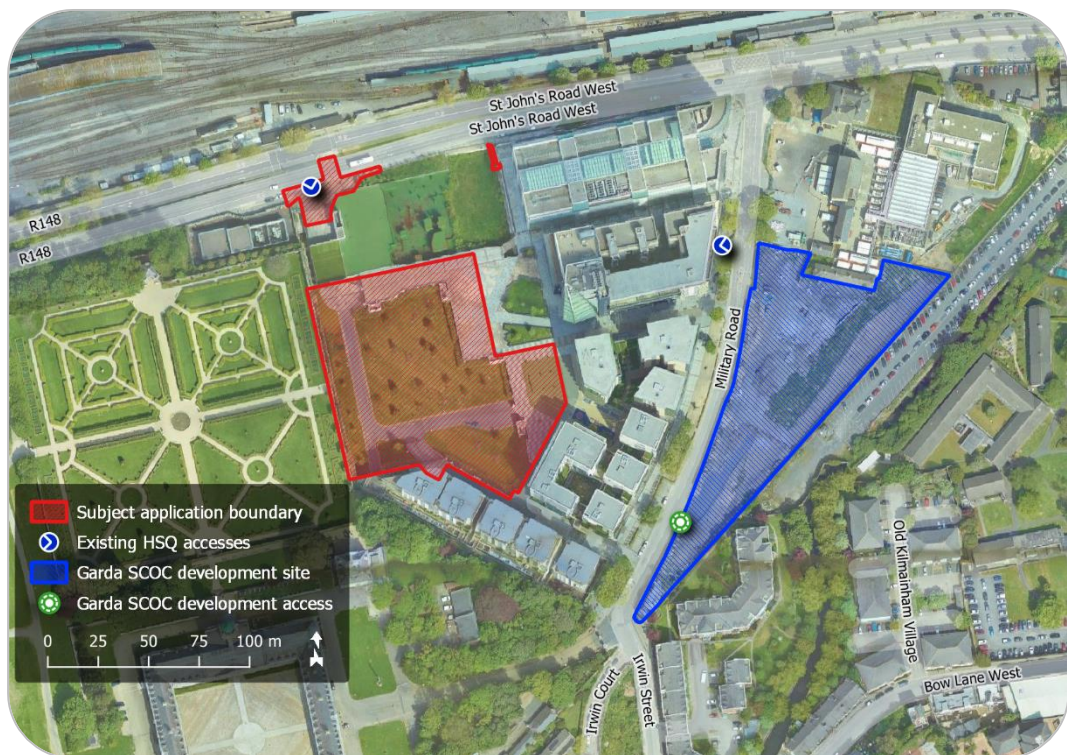 St John's Road West
St John's Road West
R148
R148
Military Road
Subject application boundary
Existing HSQ accesses
Garda SCOC development site
Garda SCOC development access
0 25 50 75 100 m
Old Kilmainham Village
Irwin Court
Irwin Street
Bow Lane West